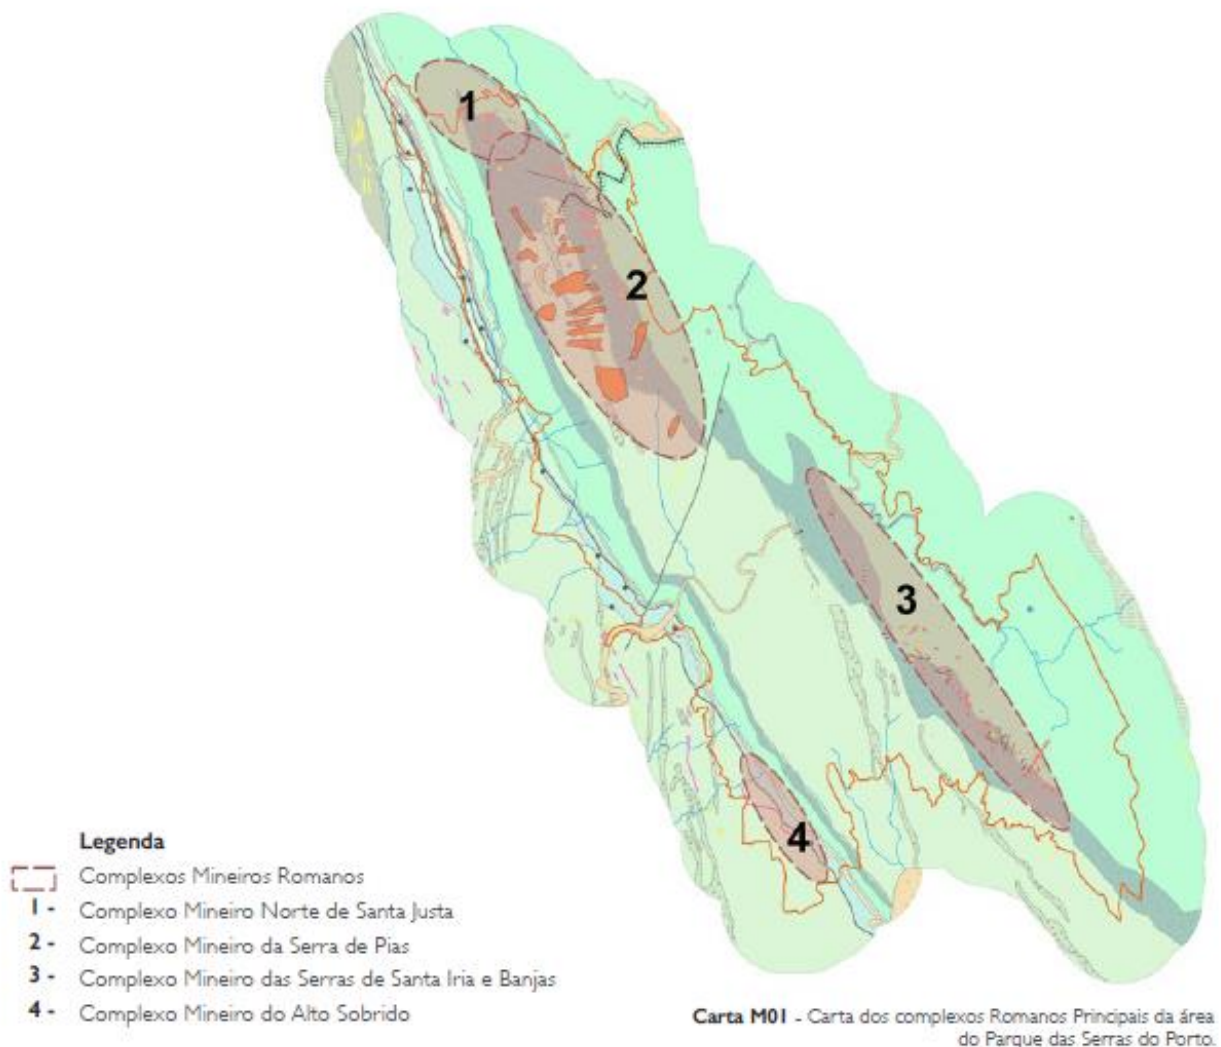 1
2
3
4
Legenda
Complexos Mineiros Romanos
1 - Complexo Mineiro Norte de Santa Justa
2 - Complexo Mineiro da Serra de Pias
3 - Complexo Mineiro das Serras de Santa Iria e Banjas
4 - Complexo Mineiro do Alto Sobrido
Carta M01 - Carta dos complexos Romanos Principais da área
do Parque das Serras do Porto.